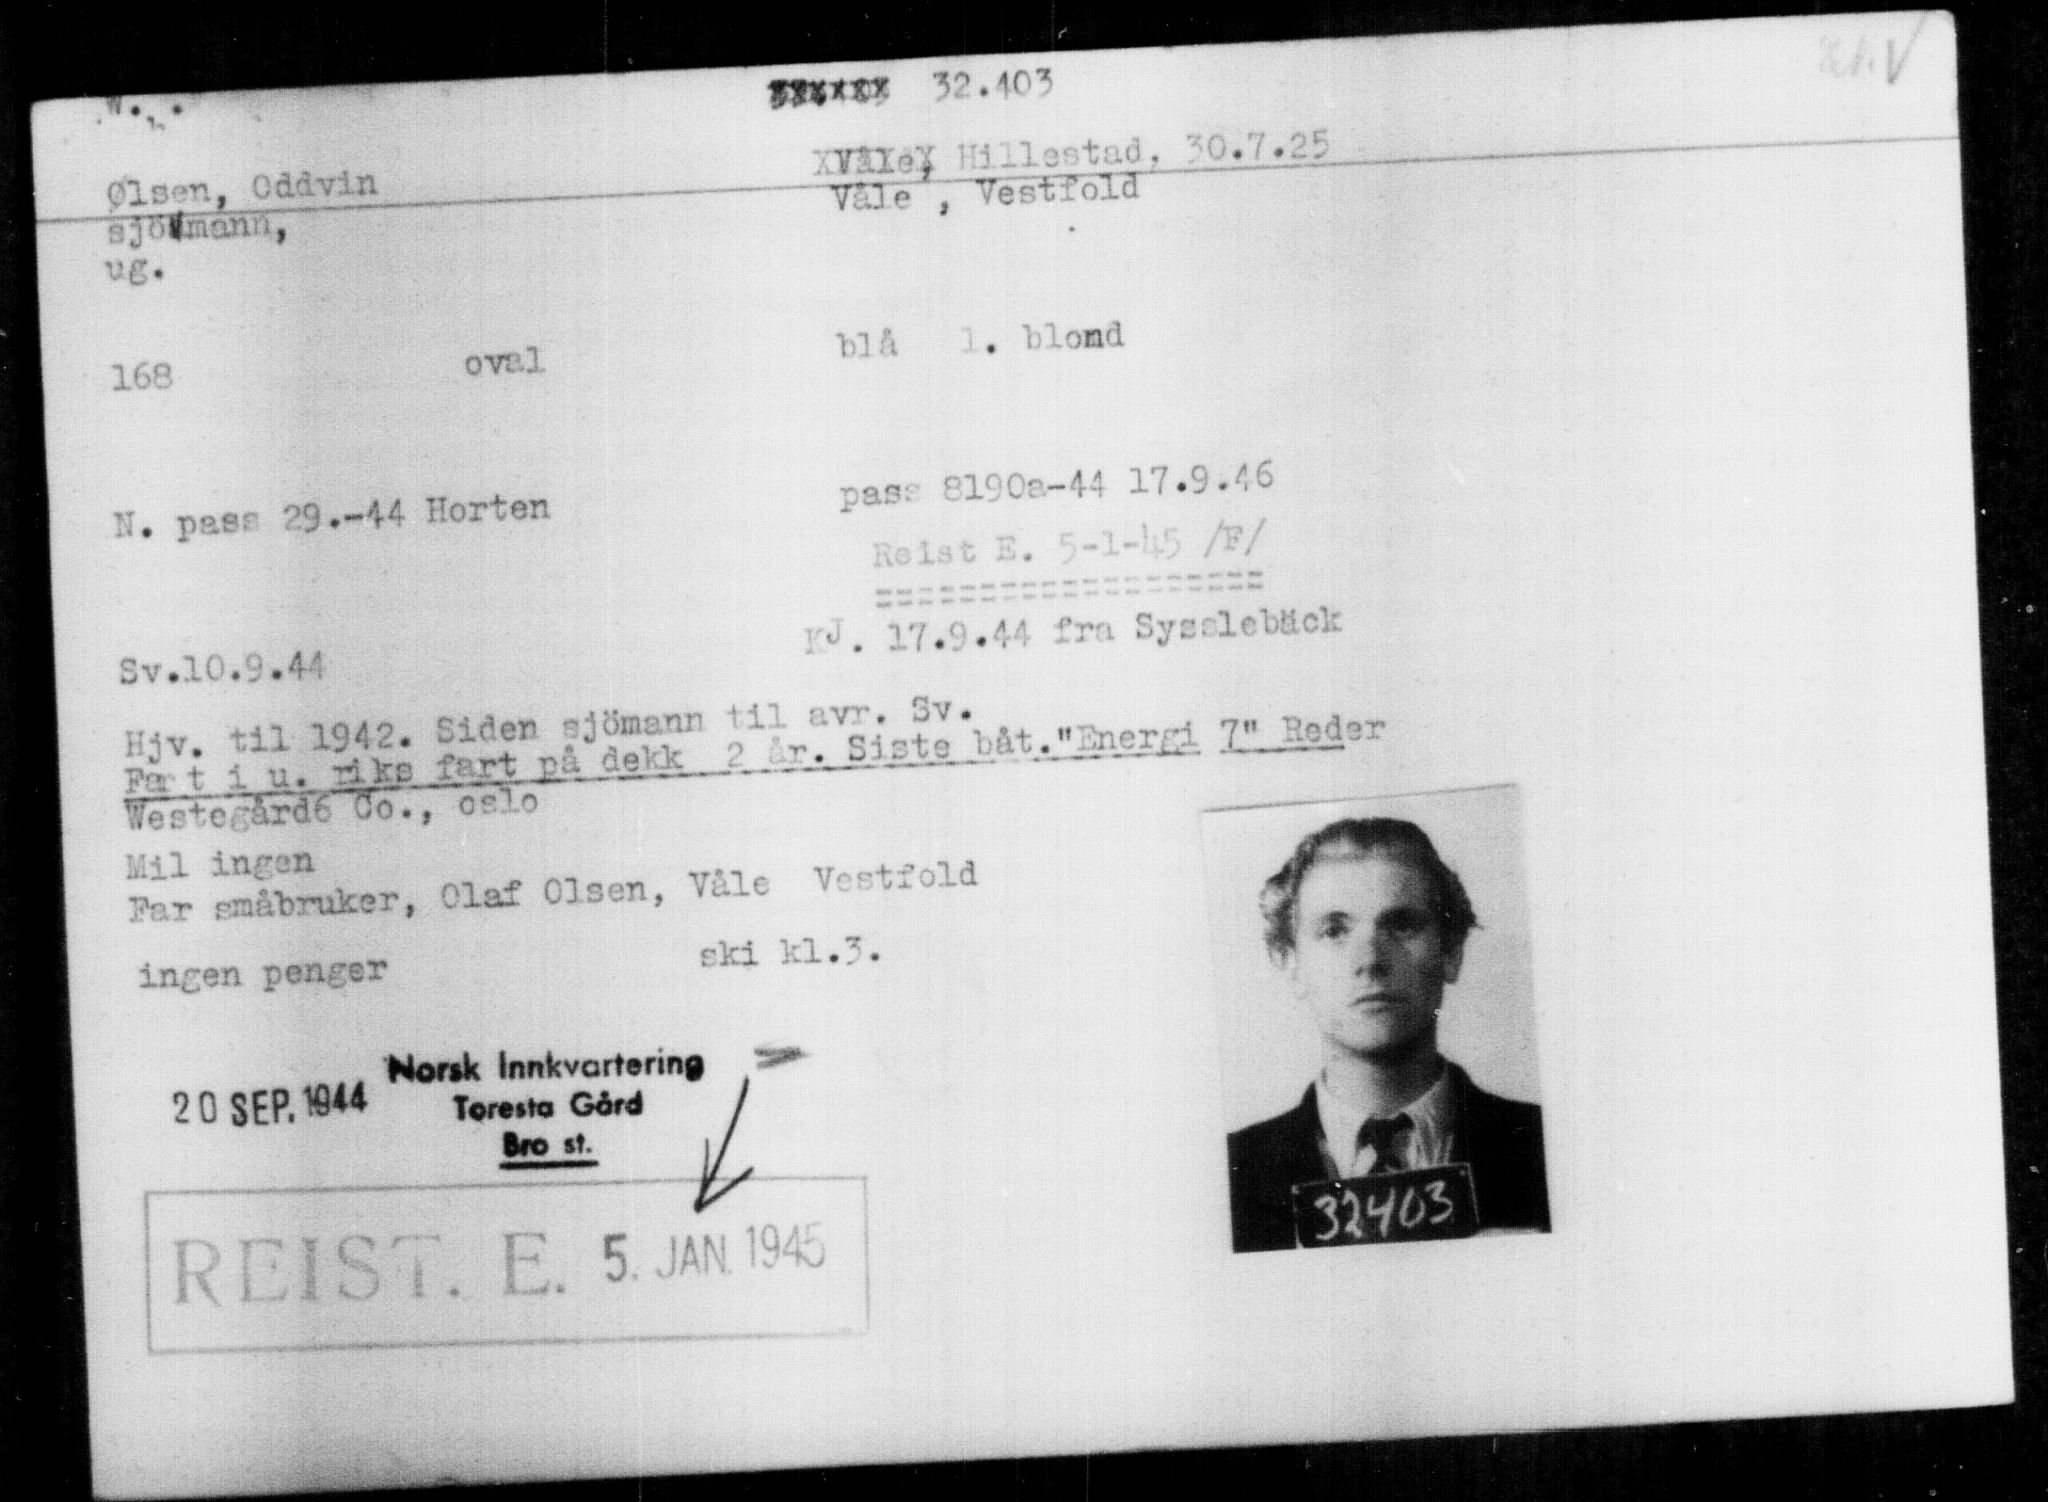 32.403
Ølsen, Oddvin
Våle, Hillestad, 30.7.25
sjömann,
Våle , Vestfold
ug.
168 oval blå l. blond
N. pass 29.-44 Horten pass 8190a-44 17.9.46
Reist E. 5-1-45 /F/
===================
Sv.10.9.44 KJ. 17.9.44 fra Sysslebäck
Hjv. til 1942. Siden sjömann til avr. Sv.
Fart i u. riks fart på dekk 2 år. Siste båt."Energi 7" Reder
Westegård6 Co., oslo
Mil ingen
Far småbruker, Olaf Olsen, Våle Vestfold
ingen penger ski kl.3.
20 SEP. 1944
Norsk Innkvartering
Toresta Gård
Bro st.
REIST. E. 5. JAN. 1945
32403